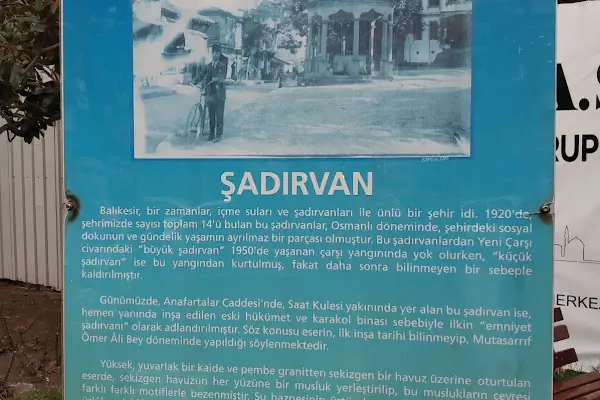 ŞADIRVAN
Balıkesir, bir zamanlar, içme suları ve şadırvanları ile ünlü bir şehir idi. 1920'de,
şehrimizde sayısı toplam 14'ü bulan bu şadırvanlar, Osmanlı döneminde, şehirdeki sosyal
dokunun ve gündelik yaşamın ayrılmaz bir parçası olmuştur. Bu şadırvanlardan Yeni Çarşı
civarındaki "büyük şadırvan" 1950'de yaşanan çarşı yangınında yok olurken, "küçük
şadırvan" ise bu yangından kurtulmuş, fakat daha sonra bilinmeyen bir sebeple
kaldırılmıştır.
Günümüzde, Anafartalar Caddesi'nde, Saat Kulesi yakınında yer alan bu şadırvan ise,
hemen yanında inşa edilen eski hükümet ve karakol binası sebebiyle ilkin "emniyet
şadırvanı" olarak adlandırılmıştır. Söz konusu eserin, ilk inşa tarihi bilinmeyip, Mutasarrıf
Ömer Âli Bey döneminde yapıldığı söylenmektedir.
Yüksek, yuvarlak bir kaide ve pembe granitten sekizgen bir havuz üzerine oturtulan
eserde, sekizgen havuzun her yüzüne bir musluk yerleştirilip, bu muslukların çevresi
farklı farklı motiflerle bezenmiştir. Su haznesinin
A.Ş
RUP
ERKEZ